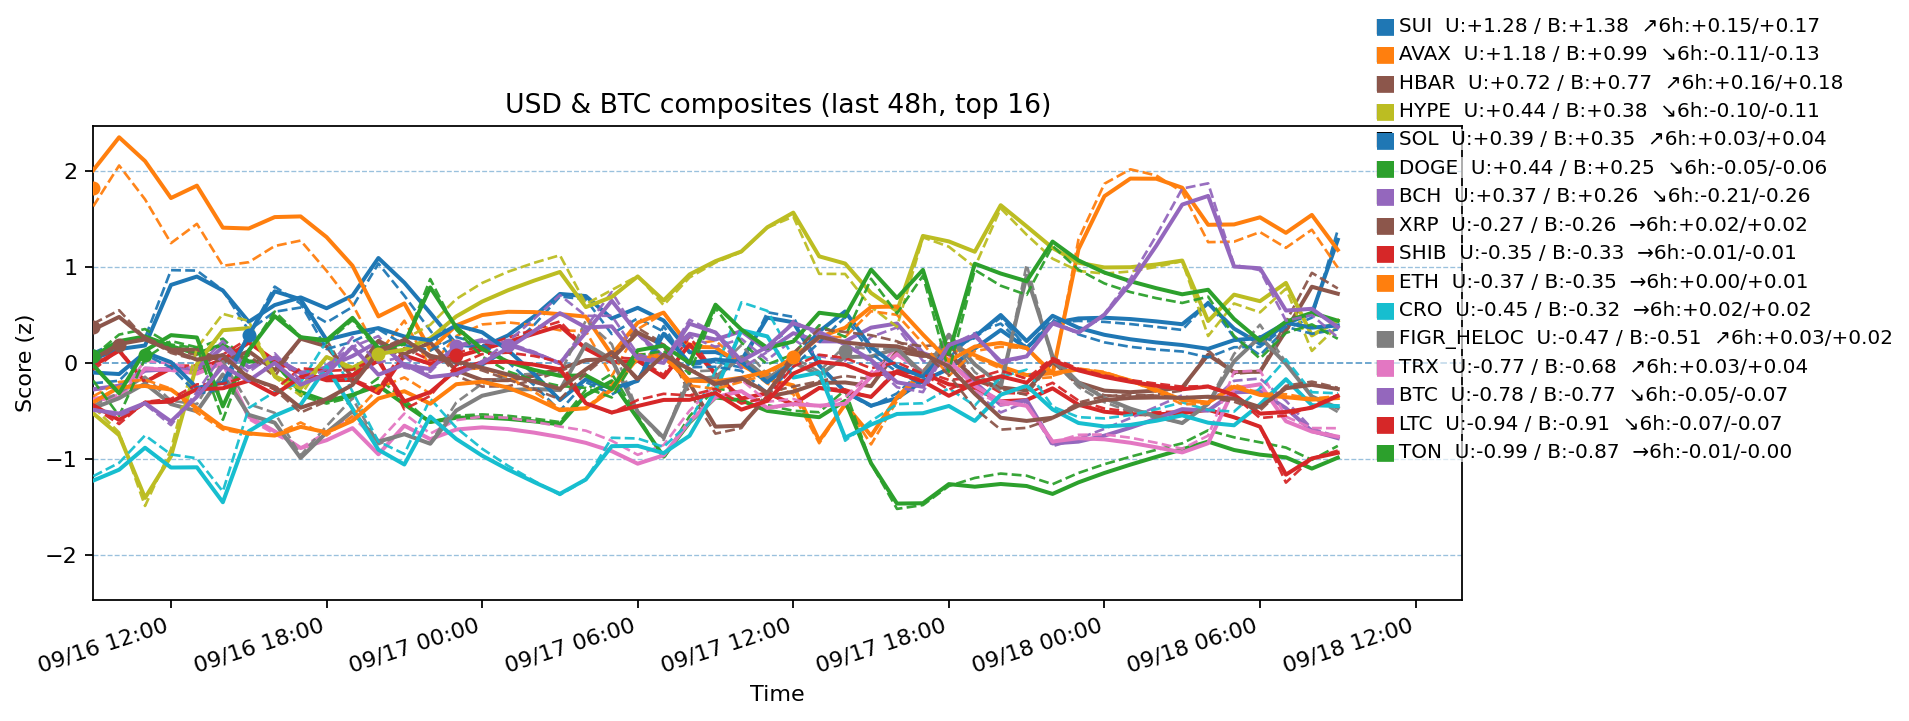 SUI U:+1.28 / B:+1.38 ↗6h:+0.15/+0.17
AVAX U:+1.18 / B:+0.99 ↘6h:-0.11/-0.13
HBAR U:+0.72 / B:+0.77 ↗6h:+0.16/+0.18
HYPE U:+0.44 / B:+0.38 ↘6h:-0.10/-0.11
SOL U:+0.39 / B:+0.35 ↗6h:+0.03/+0.04
DOGE U:+0.44 / B:+0.25 ↘6h:-0.05/-0.06
BCH U:+0.37 / B:+0.26 ↘6h:-0.21/-0.26
XRP U:-0.27 / B:-0.26 →6h:+0.02/+0.02
SHIB U:-0.35 / B:-0.33 →6h:-0.01/-0.01
ETH U:-0.37 / B:-0.35 →6h:+0.00/+0.01
CRO U:-0.45 / B:-0.32 →6h:+0.02/+0.02
FIGR_HELOC U:-0.47 / B:-0.51 ↗6h:+0.03/+0.02
TRX U:-0.77 / B:-0.68 ↗6h:+0.03/+0.04
BTC U:-0.78 / B:-0.77 ↘6h:-0.05/-0.07
LTC U:-0.94 / B:-0.91 ↘6h:-0.07/-0.07
TON U:-0.99 / B:-0.87 →6h:-0.01/-0.00
USD & BTC composites (last 48h, top 16)
Score (z)
2
1
0
−1
−2
09/16 12:00
09/16 18:00
09/17 00:00
09/17 06:00
09/17 12:00
09/17 18:00
09/18 00:00
09/18 06:00
09/18 12:00
Time